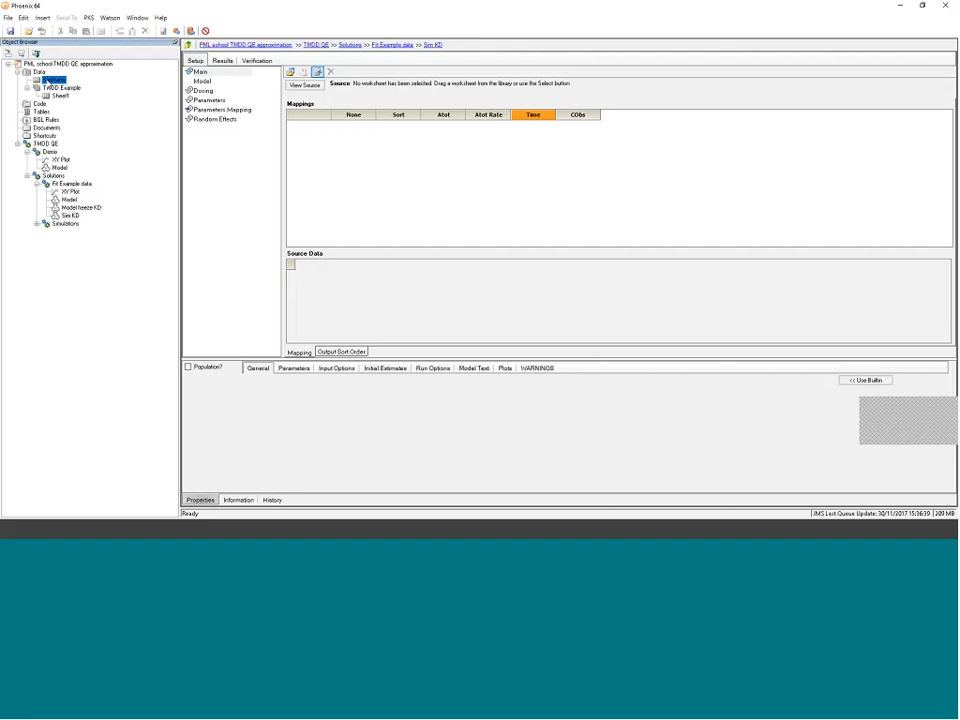 Phoenix 64
File Edit Insert Send To PKS Watson Window Help
Object Browser
PML school TMDD QE approximation
Data
TMDD Example
Sheet1
Code
Tables
BQL Rules
Documents
Shortcuts
TMDD QE
Demo
XY Plot
Model
Solutions
Fit Example data
XY Plot
Model
Model freeze KD
Sim KD
Simulations
PML school TMDD QE approximation >> TMDD QE >> Solutions >> Fit Example data >> Sim KD
Setup Results Verification
Main
Model
Dosing
Parameters
Parameters.Mapping
Random Effects
View Source Source No worksheet has been selected. Drag a worksheet from the library or use the Select button
Mappings
None Sort Atot Atot Rate Time CObs
Source Data
Mapping Output Sort Order
Population? General Parameters Input Options Initial Estimates Run Options Model Text Plots WARNINGS
<< Use Builtin
Properties Information History
Ready JMS Last Queue Update: 30/11/2017 15:36:39 209 MB